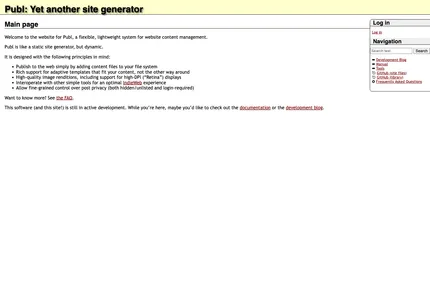 Publ: Yet another site generator
Main page
Welcome to the website for Publ, a flexible, lightweight system for website content management.
Publ is like a static site generator, but dynamic.
It is designed with the following principles in mind:
Publish to the web simply by adding content files to your file system
Rich support for adaptive templates that fit your content, not the other way around
High-quality image renditions, including support for high-DPI ("Retina") displays
Interoperate with other simple tools for an optimal IndieWeb experience
Allow fine-grained control over post privacy (both hidden/unlisted and login-required)
Want to know more? See the FAQ.
This software (and this site!) is still in active development. While you're here, maybe you'd like to check out the documentation or the development blog.
Log in
Log in
Navigation
Search text
Search
Development Blog
Manual
Tools
GitHub (site files)
GitHub (library)
Frequently Asked Questions